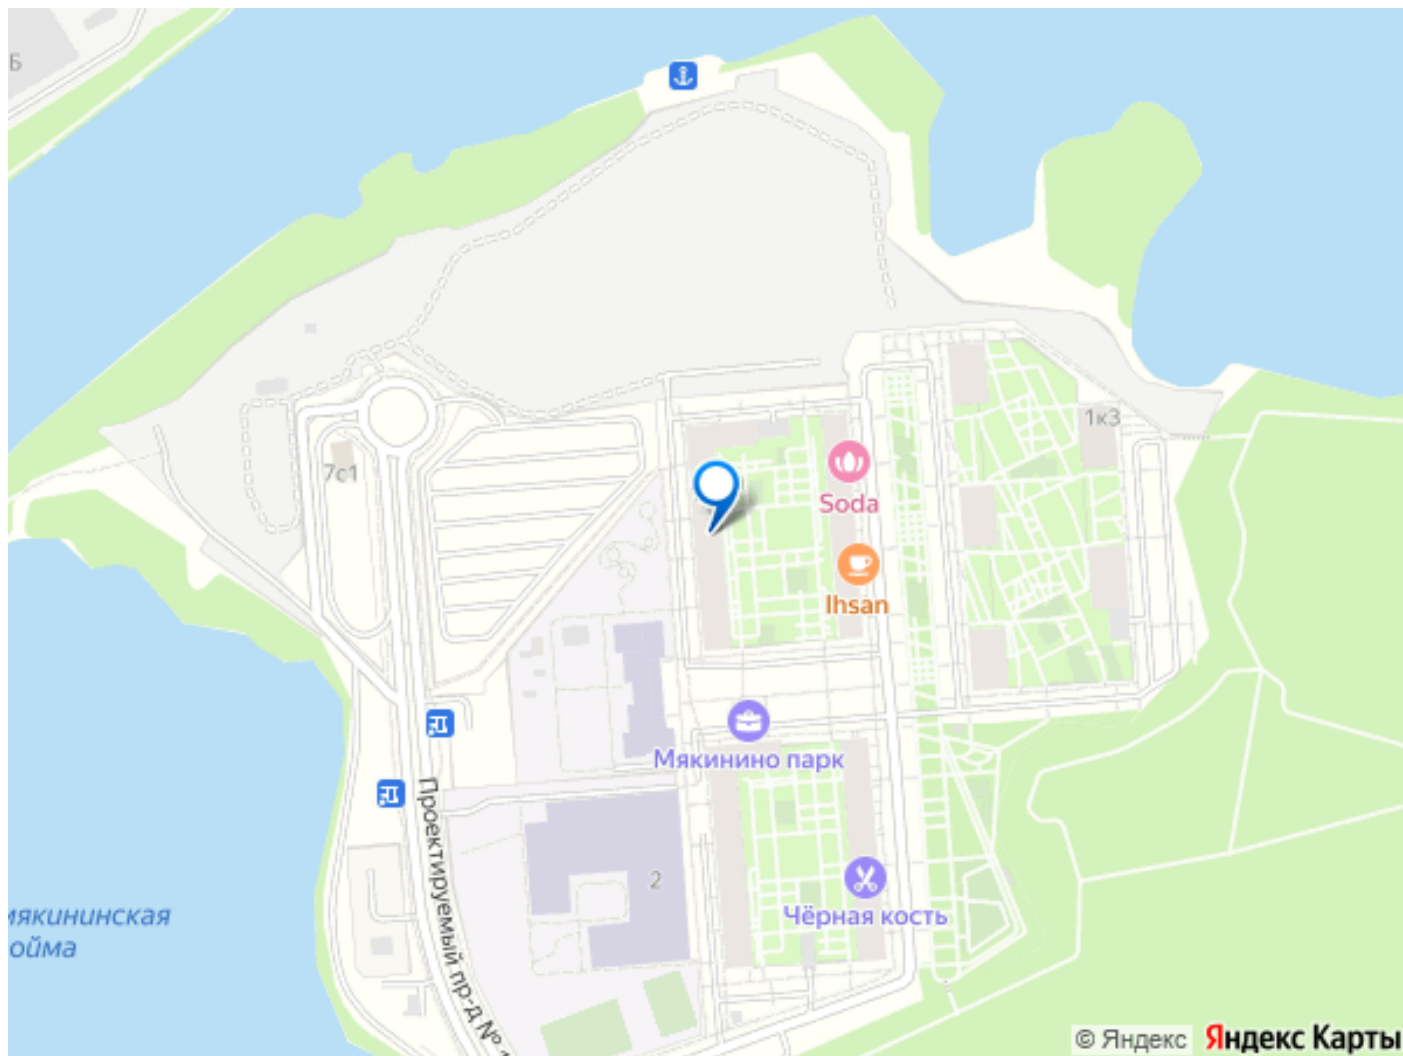 Б
1к3
7с1
Soda
Ihsan
Мякинино парк
Проектируемый пр-д №
2
Чёрная кость
мякининская
ойма
© Яндекс
Яндекс Карты